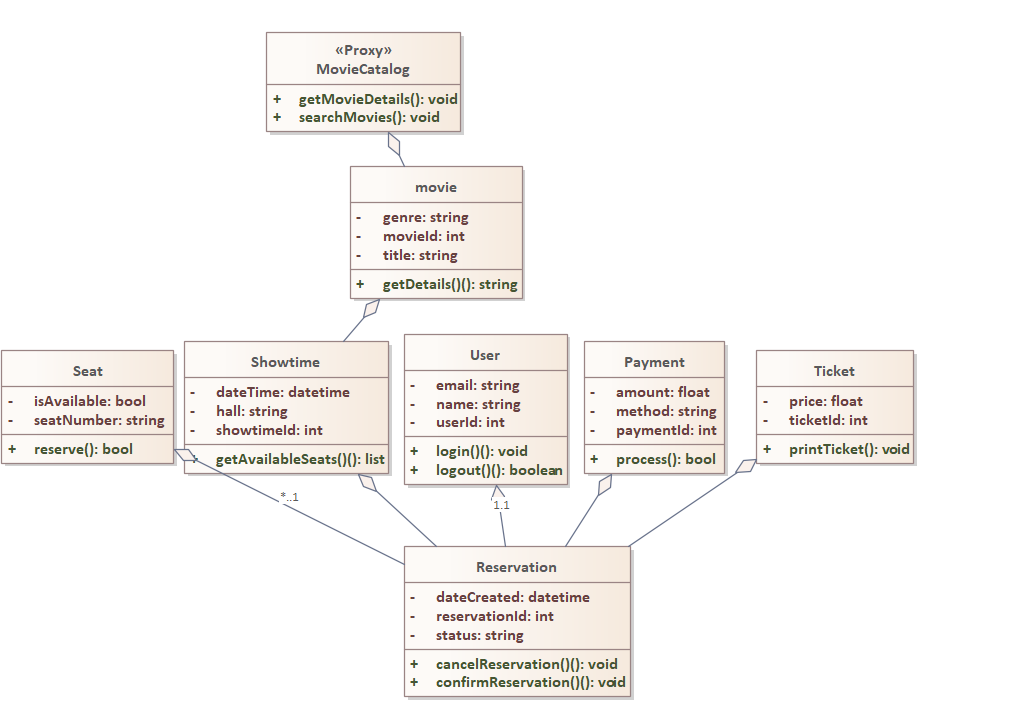 «Proxy»
MovieCatalog
+ getMovieDetails(): void
+ searchMovies(): void
movie
- genre: string
- movieId: int
- title: string
+ getDetails()(): string
Seat
- isAvailable: bool
- seatNumber: string
+ reserve(): bool
Showtime
- dateTime: datetime
- hall: string
- showtimeId: int
+ getAvailableSeats()(): list
User
- email: string
- name: string
- userId: int
+ login()(): void
+ logout()(): boolean
Payment
- amount: float
- method: string
- paymentId: int
+ process(): bool
Ticket
- price: float
- ticketId: int
+ printTicket(): void
*..1
1.1
Reservation
- dateCreated: datetime
- reservationId: int
- status: string
+ cancelReservation()(): void
+ confirmReservation()(): void